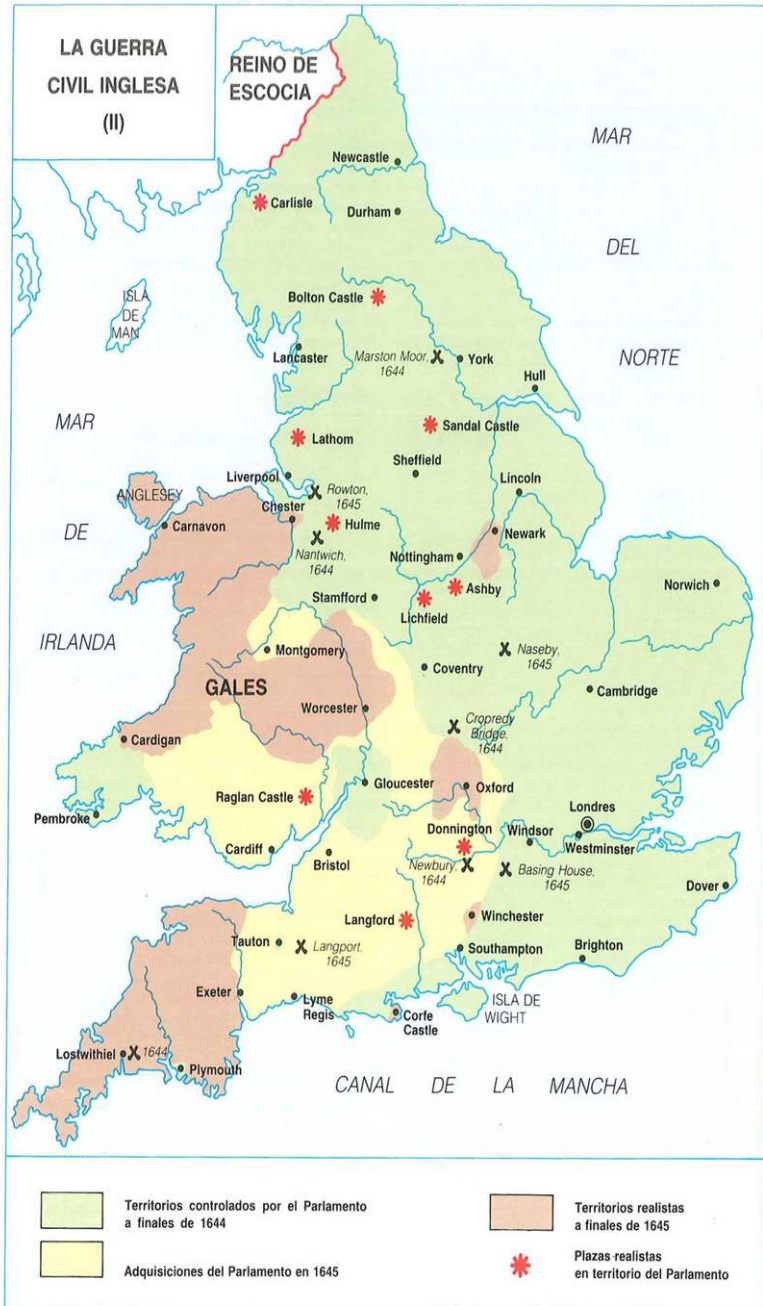 LA GUERRA
CIVIL INGLESA
(II)
REINO DE
ESCOCIA
MAR
Newcastle
Carlisle
Durham
DEL
ISLA
DE
MAN
Bolton Castle
Lancaster
Marston Moor,
1644
York
NORTE
Hull
MAR
Lathom
Sandal Castle
Sheffield
Liverpool
Rowton,
1645
Lincoln
ANGLESEY
Chester
Carnavon
Hulme
Newark
DE
Nantwich,
1644
Nottingham
Stamfford
Ashby
Lichfield
Norwich
IRLANDA
Montgomery
Naseby,
1645
Coventry
GALES
Cambridge
Worcester
Cropredy
Bridge,
1644
Cardigan
Gloucester
Oxford
Raglan Castle
Pembroke
Londres
Donnington
Windsor
Westminster
Cardiff
Bristol
Newbury,
1644
Basing House,
1645
Dover
Langford
Winchester
Tauton
Langport,
1645
Southampton
Brighton
Exeter
Lyme
Regis
Corfe
Castle
ISLA DE
WIGHT
Lostwithiel
1644
Plymouth
CANAL DE LA MANCHA
Territorios controlados por el Parlamento
a finales de 1644
Territorios realistas
a finales de 1645
Adquisiciones del Parlamento en 1645
Plazas realistas
en territorio del Parlamento